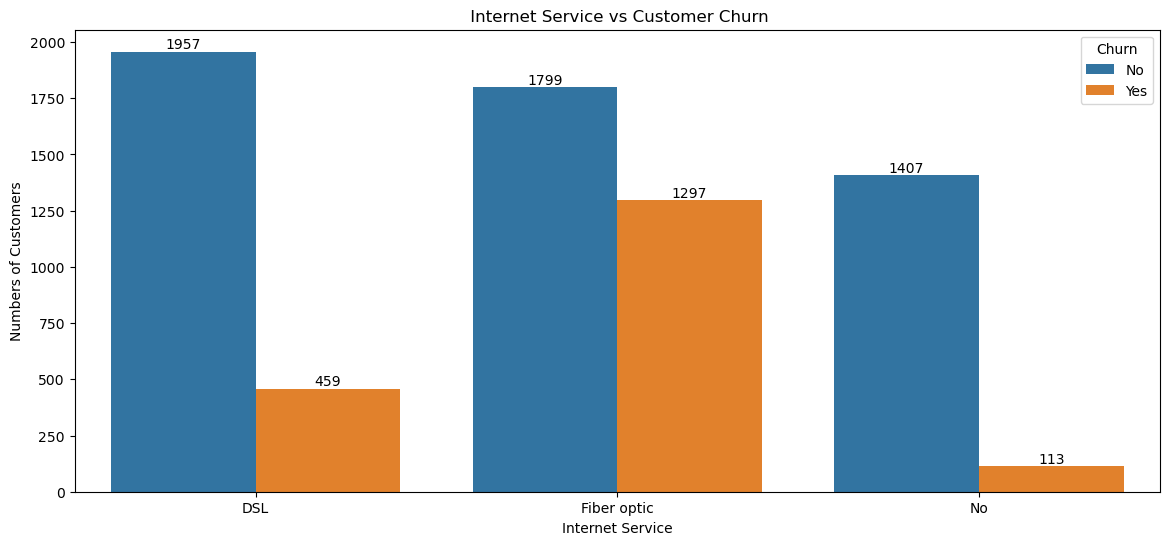 Internet Service vs Customer Churn
Numbers of Customers
2000
1750
1500
1250
1000
750
500
250
0
1957
459
1799
1297
1407
113
Churn
No
Yes
DSL
Fiber optic
No
Internet Service